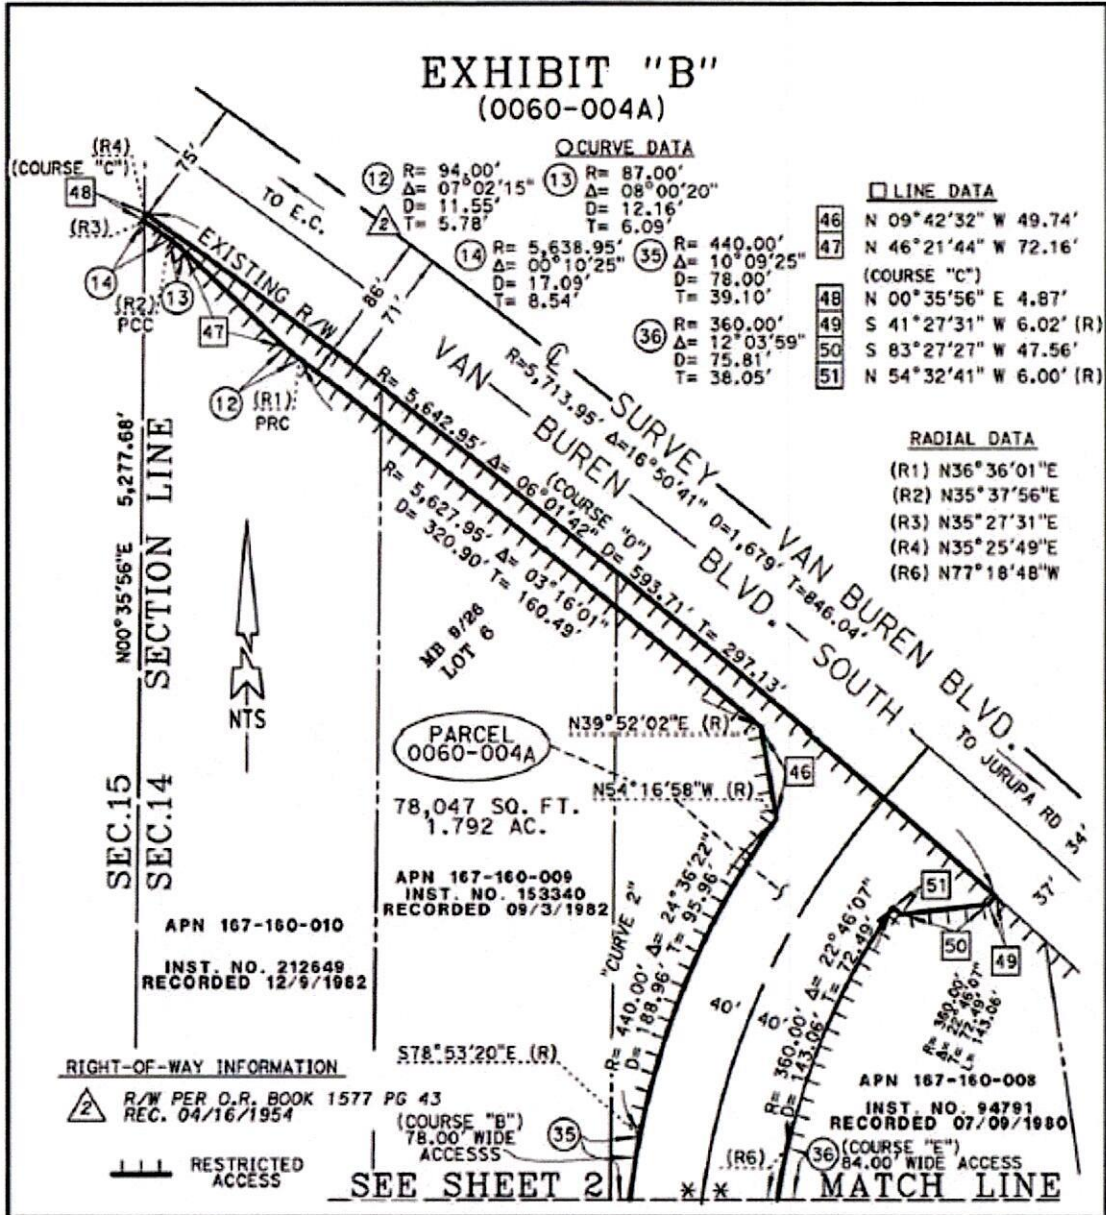 EXHIBIT "B"
(0060-004A)
○CURVE DATA
12 R= 94.00'
Δ= 07°02'15"
D= 11.55'
T= 5.78'
13 R= 87.00'
Δ= 08°00'20"
D= 12.16'
T= 6.09'
14 R= 5,638.95'
Δ= 00°10'25"
D= 17.09'
T= 8.54'
35 R= 440.00'
Δ= 10°09'25"
D= 78.00'
T= 39.10'
36 R= 360.00'
Δ= 12°03'59"
D= 75.81'
T= 38.05'
□ LINE DATA
46 N 09°42'32" W 49.74'
47 N 46°21'44" W 72.16'
(COURSE "C")
48 N 00°35'56" E 4.87'
49 S 41°27'31" W 6.02' (R)
50 S 83°27'27" W 47.56'
51 N 54°32'41" W 6.00' (R)
RADIAL DATA
(R1) N36°36'01"E
(R2) N35°37'56"E
(R3) N35°27'31"E
(R4) N35°25'49"E
(R6) N77°18'48"W
(R4)
(COURSE "C")
48
(R3)
14
(R2)
PCC
13
47
12
(R1)
PRC
75'
TO E.C.
2
EXISTING R/W
86'
71'
℄ SURVEY VAN BUREN BLVD.
R=5,713.95' Δ=16°50'41" D=1,679' T=846.04'
VAN BUREN BLVD. SOUTH
TO JURUPA RD
34'
37'
R= 5,642.95' Δ= 06°01'42" D= 593.71' T= 297.13'
(COURSE "D")
R= 5,627.95' Δ= 03°16'01"
D= 320.90' T= 160.49'
N00°35'56"E 5,277.68'
SECTION LINE
SEC.15
SEC.14
NTS
MB 9/26
LOT 6
PARCEL
0060-004A
78,047 SQ. FT.
1.792 AC.
N39°52'02"E (R)
46
N54°16'58"W (R)
APN 167-160-009
INST. NO. 153340
RECORDED 09/3/1982
APN 167-160-010
INST. NO. 212649
RECORDED 12/9/1982
"CURVE 2"
R= 440.00' Δ= 24°36'22"
D= 188.96' T= 95.96'
40'
40'
R= 360.00' Δ= 22°46'07"
D= 143.06' T= 72.49'
51
50
49
R= 360.00'
Δ= 22°46'07"
T= 72.49'
L= 143.06'
S78°53'20"E (R)
APN 167-160-008
INST. NO. 94791
RECORDED 07/09/1980
RIGHT-OF-WAY INFORMATION
2 R/W PER O.R. BOOK 1577 PG 43
REC. 04/16/1954
(COURSE "B")
78.00' WIDE
ACCESSS
35
(R6)
36 (COURSE "E")
84.00' WIDE ACCESS
RESTRICTED
ACCESS
SEE SHEET 2 * * MATCH LINE